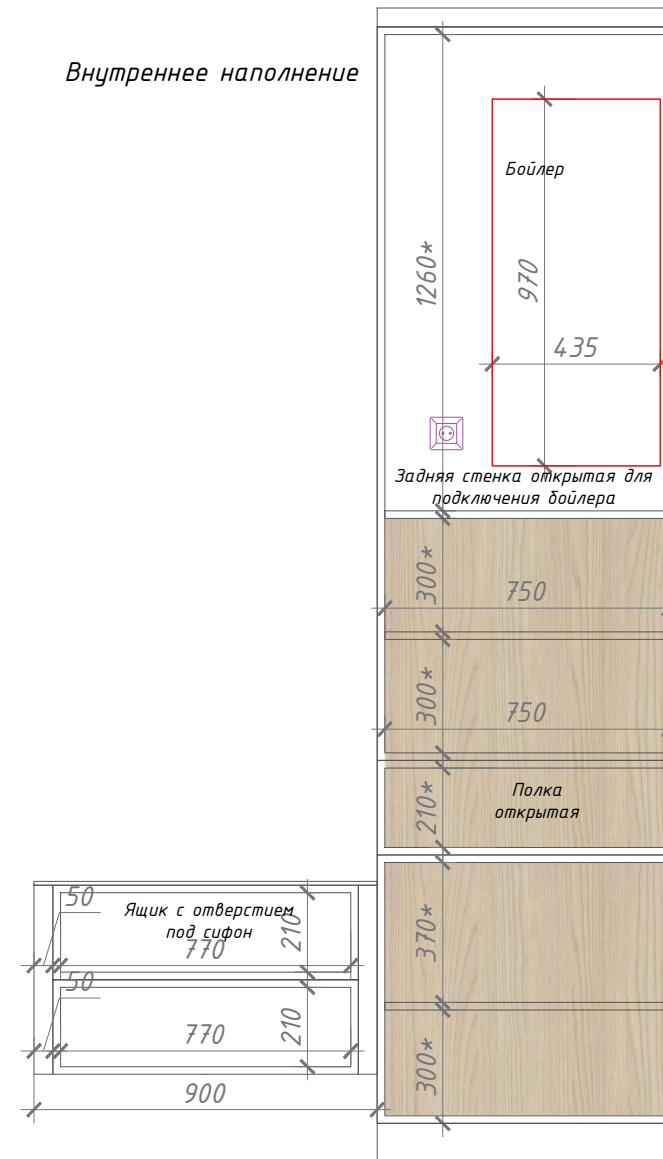 Внутреннее наполнение
Бойлер
1260*
970
435
Задняя стенка открытая для
подключения бойлера
300*
750
300*
750
210*
Полка
открытая
50
Ящик с отверстием
под сифон
210
770
370*
50
770
210
900
300*